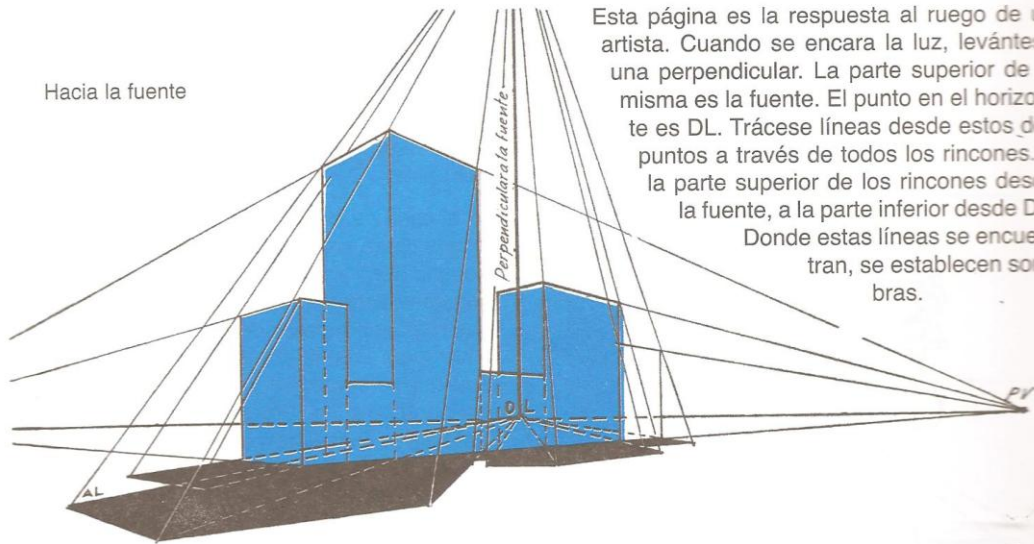 Esta página es la respuesta al ruego de
artista. Cuando se encara la luz, levánte
una perpendicular. La parte superior de
misma es la fuente. El punto en el horizo
te es DL. Trácese líneas desde estos d
puntos a través de todos los rincones.
la parte superior de los rincones des
la fuente, a la parte inferior desde D
Donde estas líneas se encue
tran, se establecen so
bras.
Hacia la fuente
Perpendicular a la fuente
DL
PV
AL